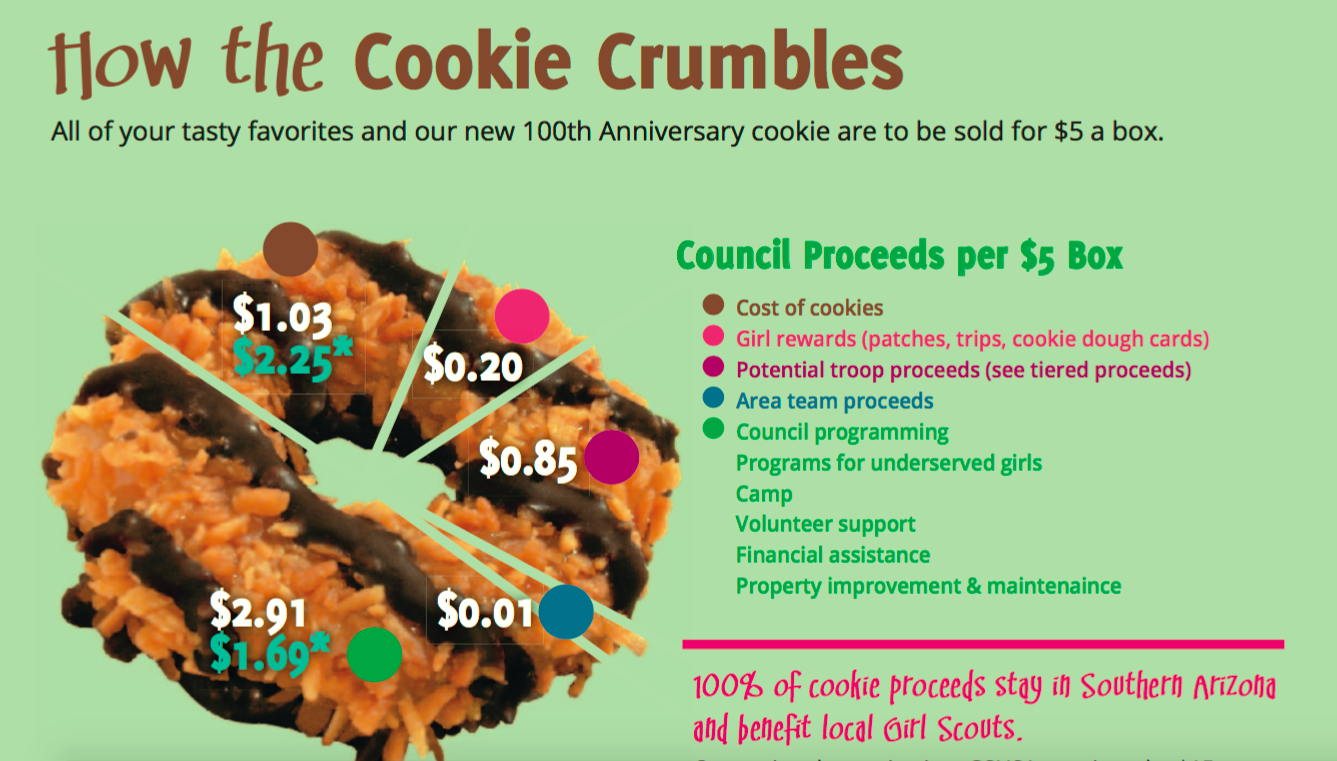 How the Cookie Crumbles
All of your tasty favorites and our new 100th Anniversary cookie are to be sold for $5 a box.
$1.03
$2.25*
$0.20
$0.85
$0.01
$2.91
$1.69*
Council Proceeds per $5 Box
Cost of cookies
Girl rewards (patches, trips, cookie dough cards)
Potential troop proceeds (see tiered proceeds)
Area team proceeds
Council programming
Programs for underserved girls
Camp
Volunteer support
Financial assistance
Property improvement & maintenaince
100% of cookie proceeds stay in Southern Arizona
and benefit local Girl Scouts.